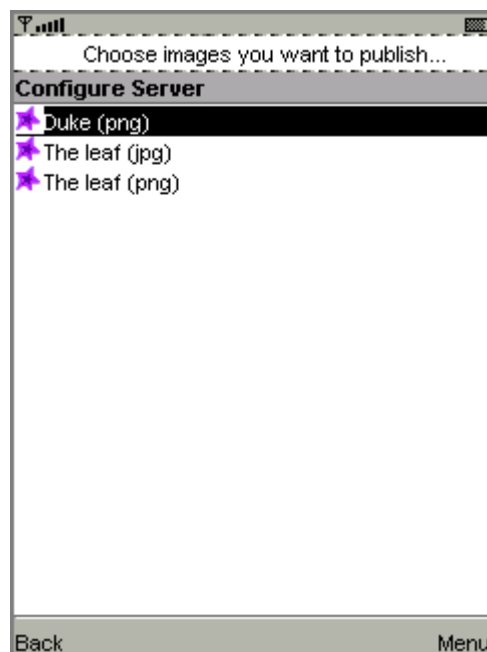 Choose images you want to publish...
Configure Server
Duke (png)
The leaf (jpg)
The leaf (png)
Back Menu